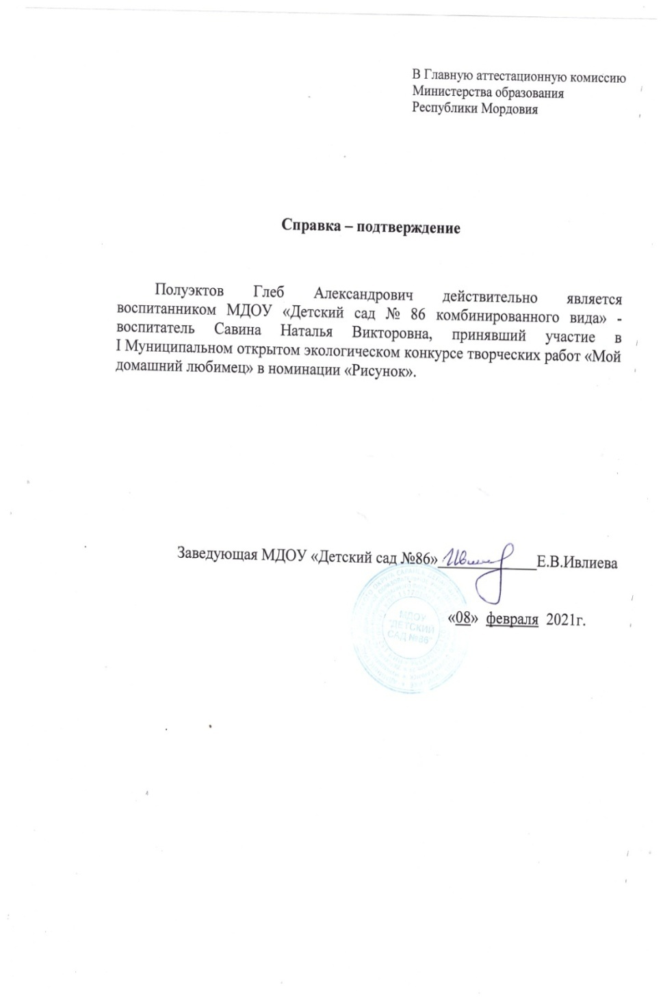 В Главную аттестационную комиссию
Министерства образования
Республики Мордовия
Справка – подтверждение
Полуэктов Глеб Александрович действительно является
воспитанником МДОУ «Детский сад № 86 комбинированного вида» -
воспитатель Савина Наталья Викторовна, принявший участие в
I Муниципальном открытом экологическом конкурсе творческих работ «Мой
домашний любимец» в номинации «Рисунок».
Заведующая МДОУ «Детский сад №86»____________Е.В.Ивлиева
«08» февраля 2021г.
МДОУ
"ДЕТСКИЙ
САД №86"